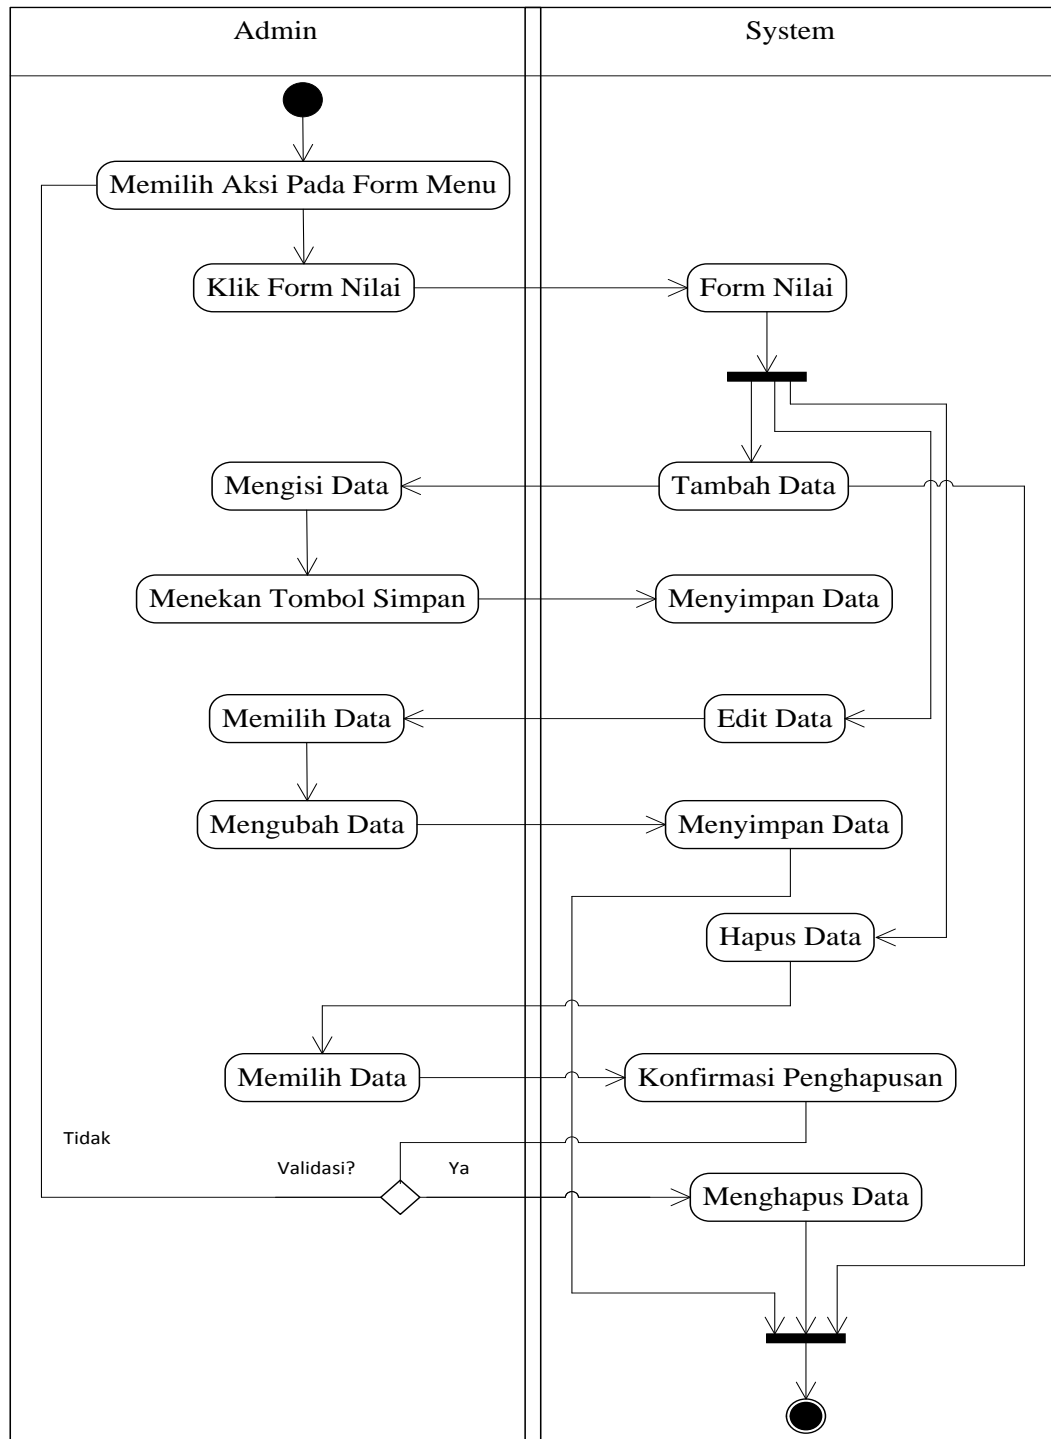 Admin
System
Memilih Aksi Pada Form Menu
Klik Form Nilai
Form Nilai
Mengisi Data
Tambah Data
Menekan Tombol Simpan
Menyimpan Data
Memilih Data
Edit Data
Mengubah Data
Menyimpan Data
Hapus Data
Memilih Data
Konfirmasi Penghapusan
Tidak
Validasi?
Ya
Menghapus Data